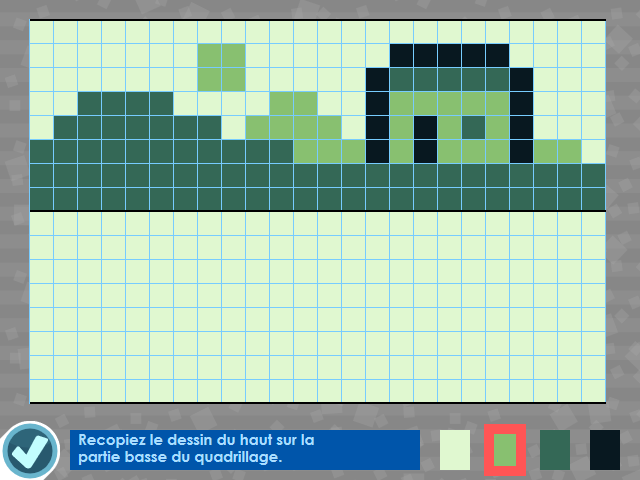 Recopiez le dessin du haut sur la
partie basse du quadrillage.